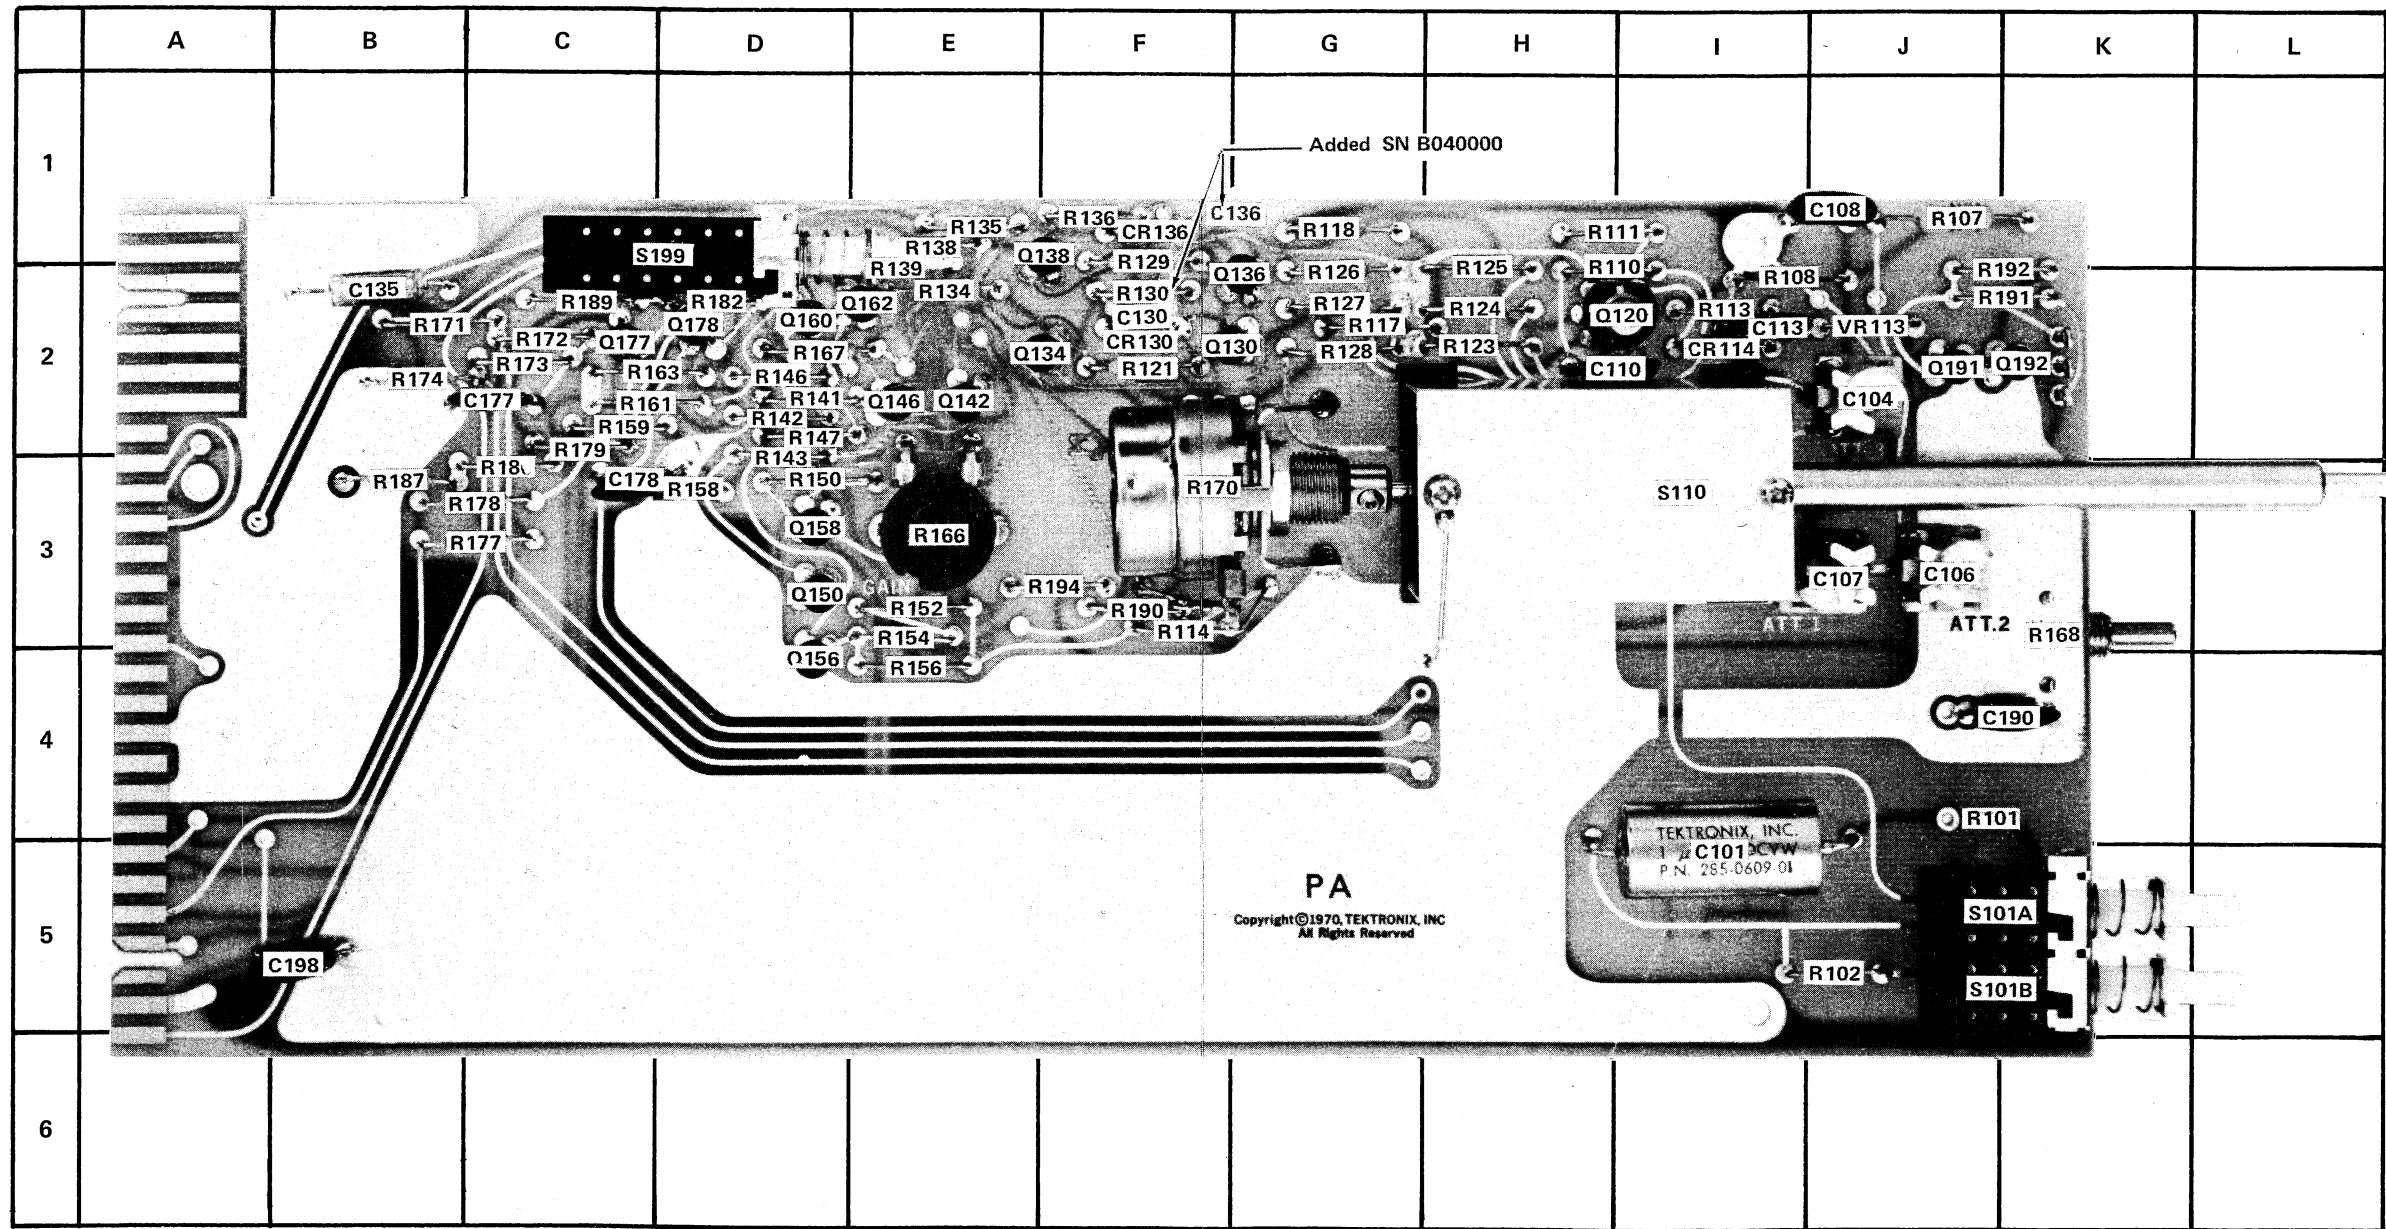 A B C D E F G H I J K L
1
Added SN B040000
C108
R135 R136 C136 R107
CR136 R118 R111
R138
S199 Q138
R139 R129 Q136 R126 R125 R110 R108 R192
C135 R134 R130 R191
R189 R182 Q162 R127 R124 R113
Q160 C130 Q120
R171 Q178 R117 C113 VR113
R172 Q177 CR130 Q130 R123
2
R167 Q134 R128 CR114
R173 R163 R121 C110 Q191 Q192
R174 R146
C177 R161 R141 Q146 Q142 C104
R142
R159 R147
R179 R143
R187 C178 R150
R158 R170 S110
R178
Q158 R166
R177
3
GAIN R194 C107 C106
Q150 R152 R190
R154 R114 ATT 1 ATT.2 R168
Q156 R156
C190
4
R101
TEKTRONIX, INC.
C101
P.N. 285-0609-01
PA
Copyright©1970, TEKTRONIX, INC
All Rights Reserved
S101A
5
C198 R102
S101B
6